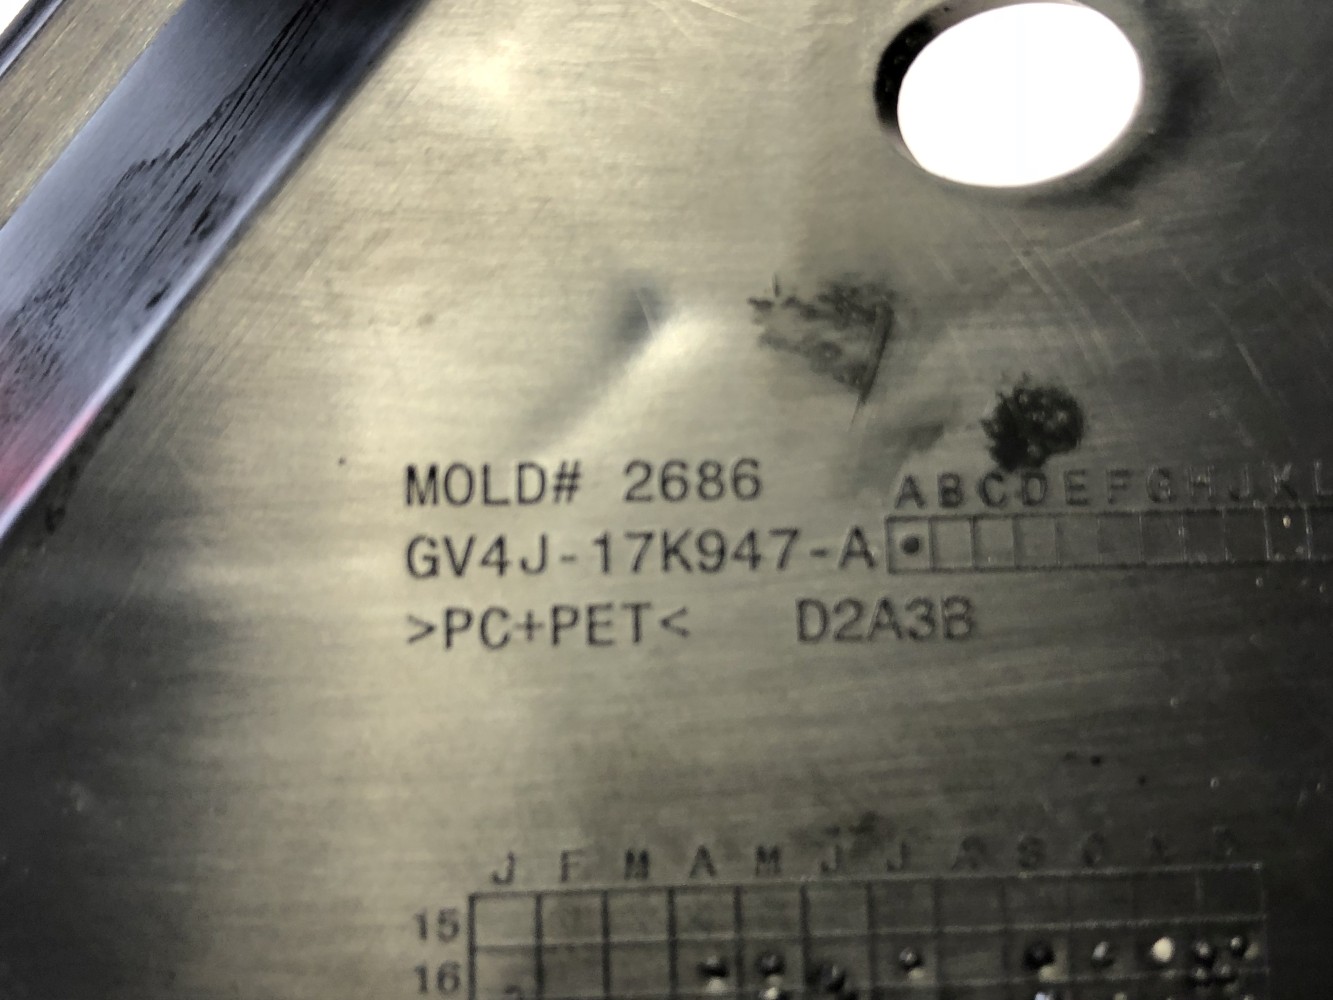 MOLD# 2686
A B C D E F G H J K L
GV4J-17K947-A
>PC+PET< D2A3B
J F M A M J J A S O N D
15
16